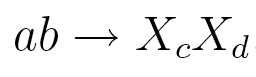 ab → X_c X_d.